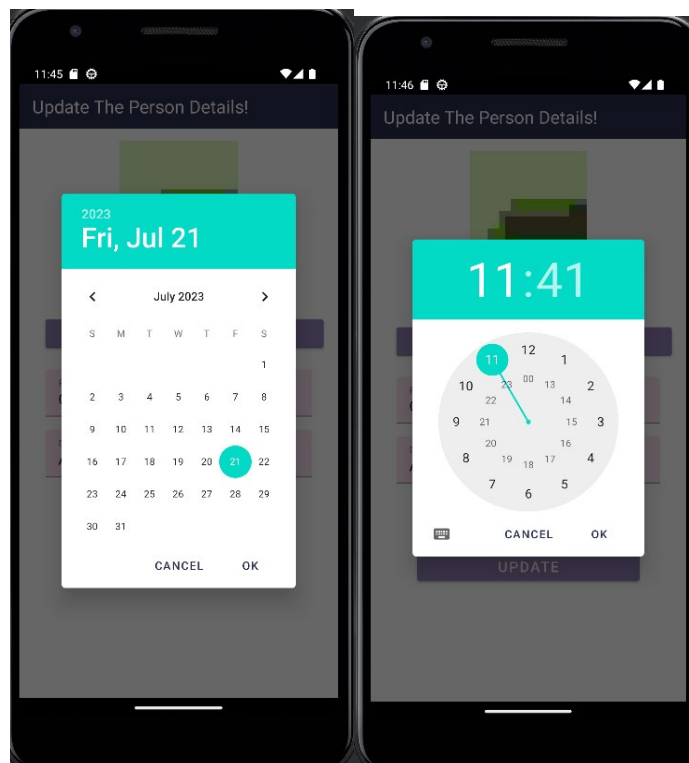 11:45
Update The Person Details!
2023
Fri, Jul 21
July 2023
S M T W T F S
1
2 3 4 5 6 7 8
9 10 11 12 13 14 15
16 17 18 19 20 21 22
23 24 25 26 27 28 29
30 31
CANCEL OK
11:46
Update The Person Details!
11:41
12
11 1
10 23 00 13 2
22 14
9 21 15 3
20 16
8 19 18 17 4
7 5
6
CANCEL OK
UPDATE